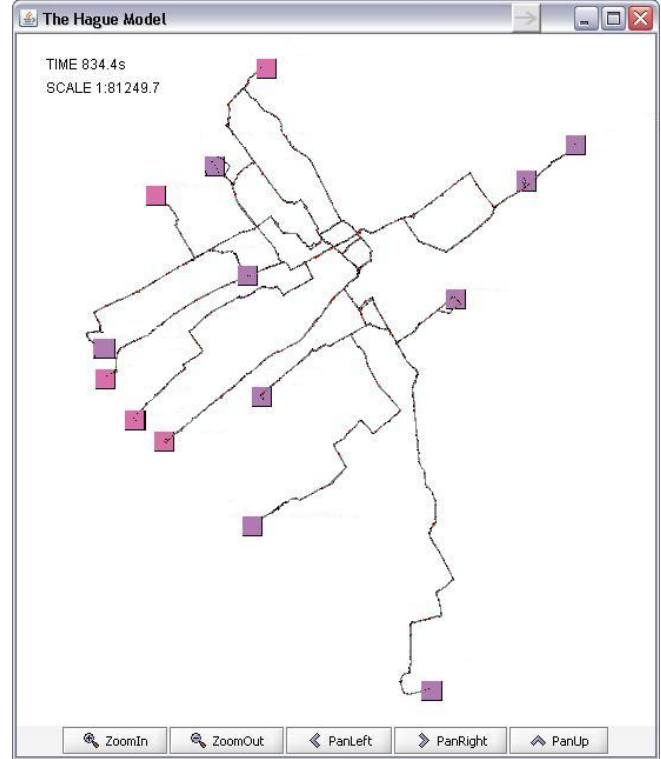 The Hague Model
TIME 834.4s
SCALE 1:81249.7
ZoomIn
ZoomOut
PanLeft
PanRight
PanUp